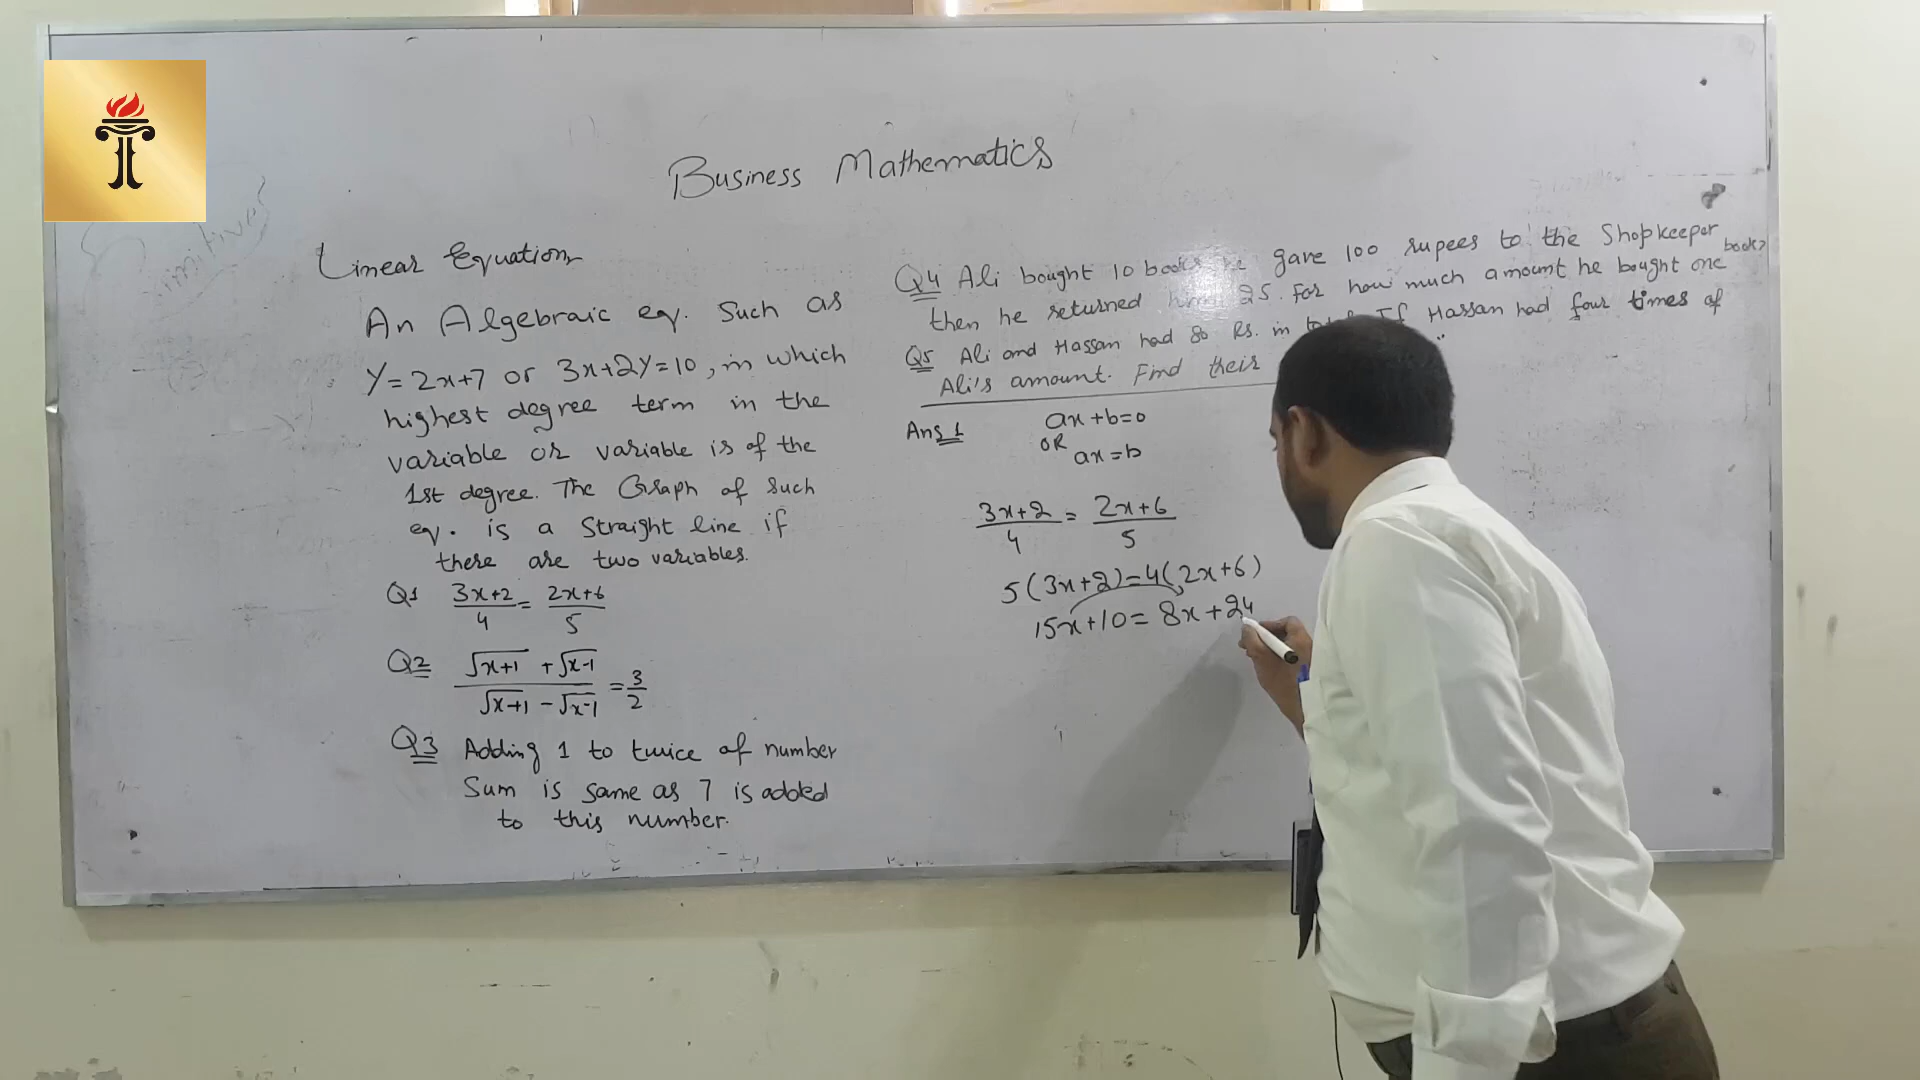 Business Mathematics
Linear Equation
An Algebraic eq. Such as
Y=2x+7 or 3x+2Y=10, in which
highest degree term in the
variable or variable is of the
1st degree. The Graph of such
eq. is a straight line if
there are two variables.
Q1 (3x+2)/4 = (2x+6)/5
Q2 (√x+1 + √x-1)/(√x+1 - √x-1) = 3/2
Q3 Adding 1 to twice of number
Sum is same as 7 is added
to this number.
Q4 Ali bought 10 gave 100 rupees to the Shopkeeper
then he returned 25. For how much amount he bought one book?
Q5 Ali and Hassan had 80 Rs. in If Hassan had four times of
Ali's amount. Find their
Ans 1 ax+b=0
OR
ax=b
(3x+2)/4 = (2x+6)/5
5(3x+2)=4(2x+6)
15x+10=8x+24